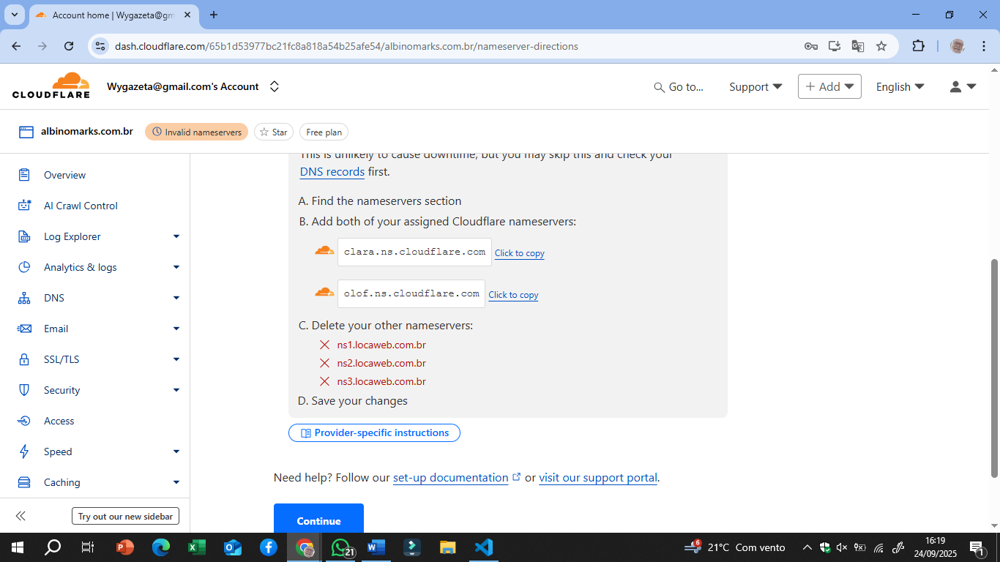 Account home | Wygazeta@gm
dash.cloudflare.com/65b1d53977bc21fc8a818a54b25afe54/albinomarks.com.br/nameserver-directions
CLOUDFLARE
Wygazeta@gmail.com's Account
Go to...
Support
Add
English
albinomarks.com.br
Invalid nameservers
Star
Free plan
Overview
AI Crawl Control
Log Explorer
Analytics & logs
DNS
Email
SSL/TLS
Security
Access
Speed
Caching
Try out our new sidebar
This is unlikely to cause downtime, but you may skip this and check your
DNS records first.
A. Find the nameservers section
B. Add both of your assigned Cloudflare nameservers:
clara.ns.cloudflare.com Click to copy
olof.ns.cloudflare.com Click to copy
C. Delete your other nameservers:
ns1.locaweb.com.br
ns2.locaweb.com.br
ns3.locaweb.com.br
D. Save your changes
Provider-specific instructions
Need help? Follow our set-up documentation or visit our support portal.
Continue
21
6
21°C Com vento
16:19
24/09/2025
1